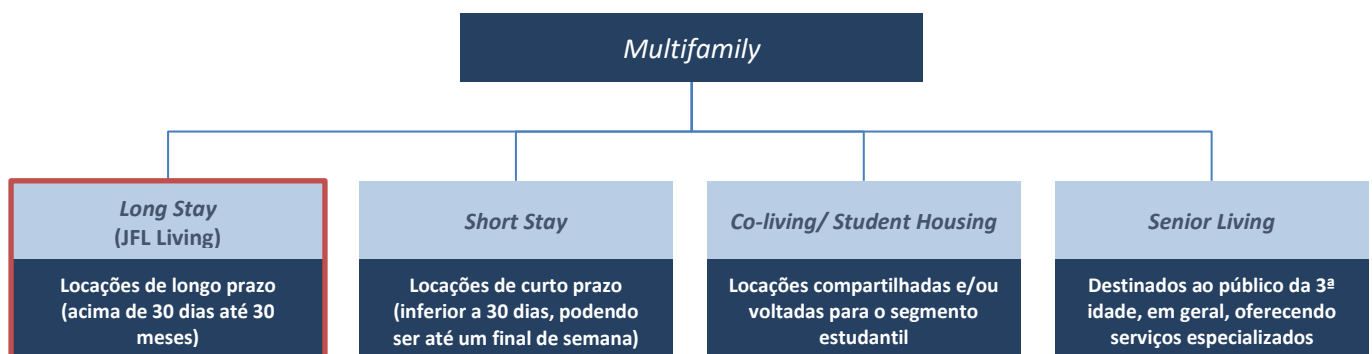 Multifamily
Long Stay
(JFL Living)
Locações de longo prazo
(acima de 30 dias até 30
meses)
Short Stay
Locações de curto prazo
(inferior a 30 dias, podendo
ser até um final de semana)
Co-living/ Student Housing
Locações compartilhadas e/ou
voltadas para o segmento
estudantil
Senior Living
Destinados ao público da 3ª
idade, em geral, oferecendo
serviços especializados